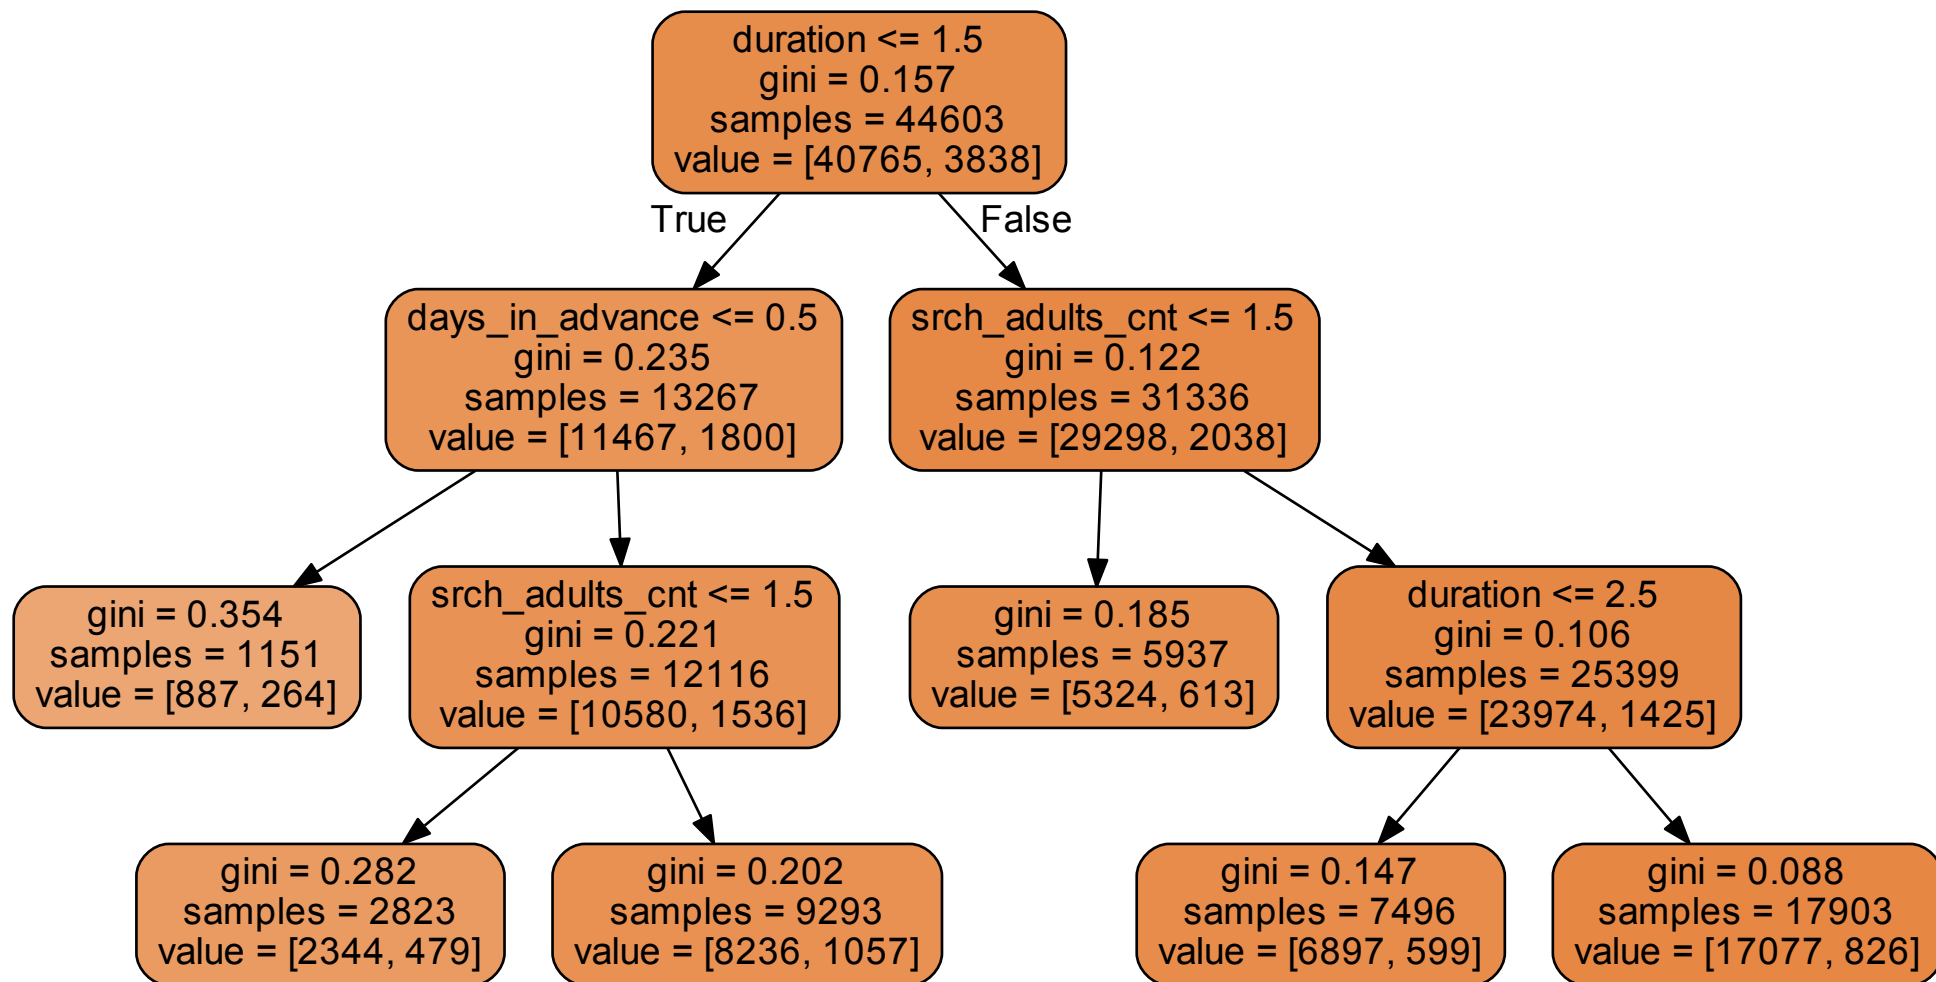 duration <= 1.5
gini = 0.157
samples = 44603
value = [40765, 3838]
True
False
days_in_advance <= 0.5
gini = 0.235
samples = 13267
value = [11467, 1800]
srch_adults_cnt <= 1.5
gini = 0.122
samples = 31336
value = [29298, 2038]
gini = 0.354
samples = 1151
value = [887, 264]
srch_adults_cnt <= 1.5
gini = 0.221
samples = 12116
value = [10580, 1536]
gini = 0.185
samples = 5937
value = [5324, 613]
duration <= 2.5
gini = 0.106
samples = 25399
value = [23974, 1425]
gini = 0.282
samples = 2823
value = [2344, 479]
gini = 0.202
samples = 9293
value = [8236, 1057]
gini = 0.147
samples = 7496
value = [6897, 599]
gini = 0.088
samples = 17903
value = [17077, 826]